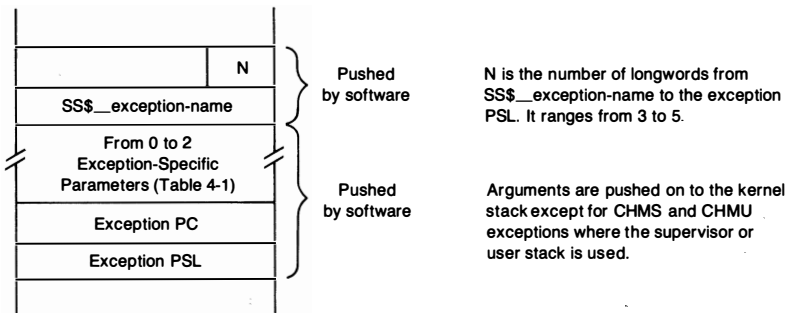 N
SS$__exception-name
From 0 to 2
Exception-Specific
Parameters (Table 4-1)
Exception PC
Exception PSL
Pushed
by software
Pushed
by software
N is the number of longwords from
SS$__exception-name to the exception
PSL. It ranges from 3 to 5.
Arguments are pushed on to the kernel
stack except for CHMS and CHMU
exceptions where the supervisor or
user stack is used.